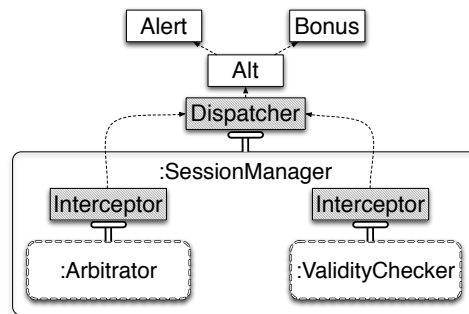 Alert Bonus
Alt
Dispatcher
:SessionManager
Interceptor Interceptor
:Arbitrator :ValidityChecker